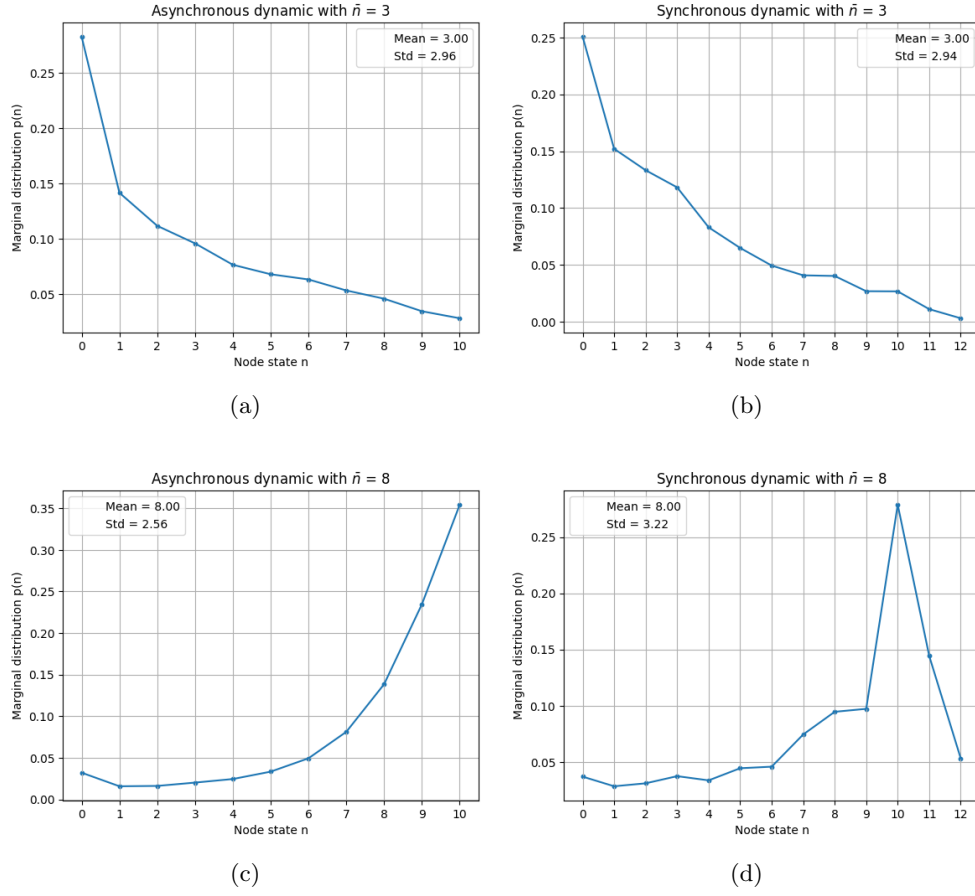 Asynchronous dynamic with n̄ = 3
Mean = 3.00
Std = 2.96
0.25
0.20
0.15
0.10
0.05
Marginal distribution p(n)
0 1 2 3 4 5 6 7 8 9 10
Node state n
(a)
Synchronous dynamic with n̄ = 3
Mean = 3.00
Std = 2.94
0.25
0.20
0.15
0.10
0.05
0.00
Marginal distribution p(n)
0 1 2 3 4 5 6 7 8 9 10 11 12
Node state n
(b)
Asynchronous dynamic with n̄ = 8
Mean = 8.00
Std = 2.56
0.35
0.30
0.25
0.20
0.15
0.10
0.05
0.00
Marginal distribution p(n)
0 1 2 3 4 5 6 7 8 9 10
Node state n
(c)
Synchronous dynamic with n̄ = 8
Mean = 8.00
Std = 3.22
0.25
0.20
0.15
0.10
0.05
Marginal distribution p(n)
0 1 2 3 4 5 6 7 8 9 10 11 12
Node state n
(d)